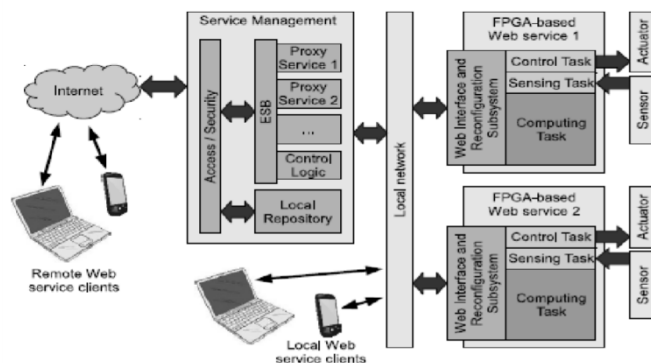 Service Management
Proxy
Service 1
Proxy
Service 2
...
Control
Logic
ESB
Access / Security
Local
Repository
Internet
Remote Web
service clients
Local Web
service clients
Local network
FPGA-based
Web service 1
Web Interface and
Reconfiguration
Subsystem
Control Task
Sensing Task
Computing
Task
Actuator
Sensor
FPGA-based
Web service 2
Web Interface and
Reconfiguration
Subsystem
Control Task
Sensing Task
Computing
Task
Actuator
Sensor